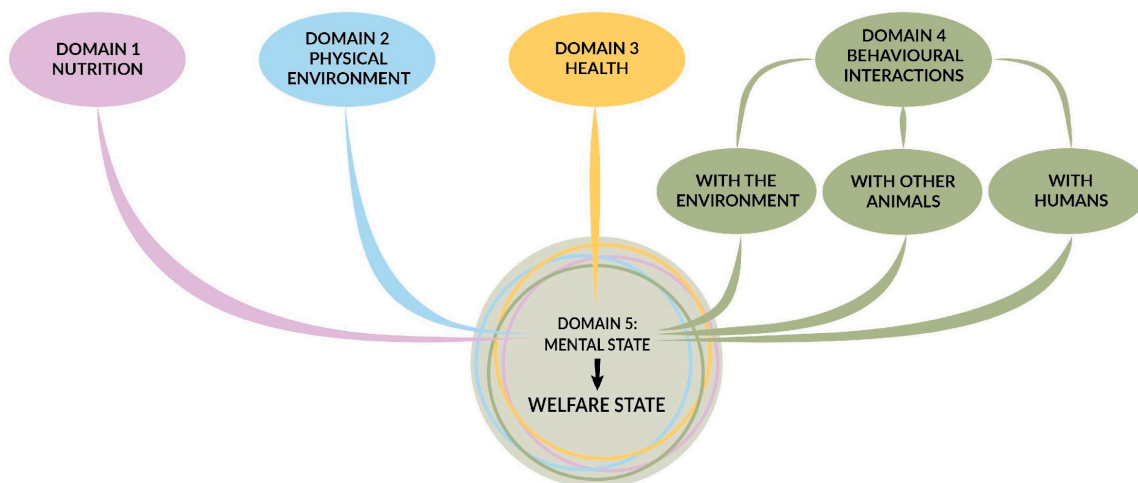 DOMAIN 1
NUTRITION
DOMAIN 2
PHYSICAL
ENVIRONMENT
DOMAIN 3
HEALTH
DOMAIN 4
BEHAVIOURAL
INTERACTIONS
WITH THE
ENVIRONMENT
WITH OTHER
ANIMALS
WITH
HUMANS
DOMAIN 5:
MENTAL STATE
WELFARE STATE